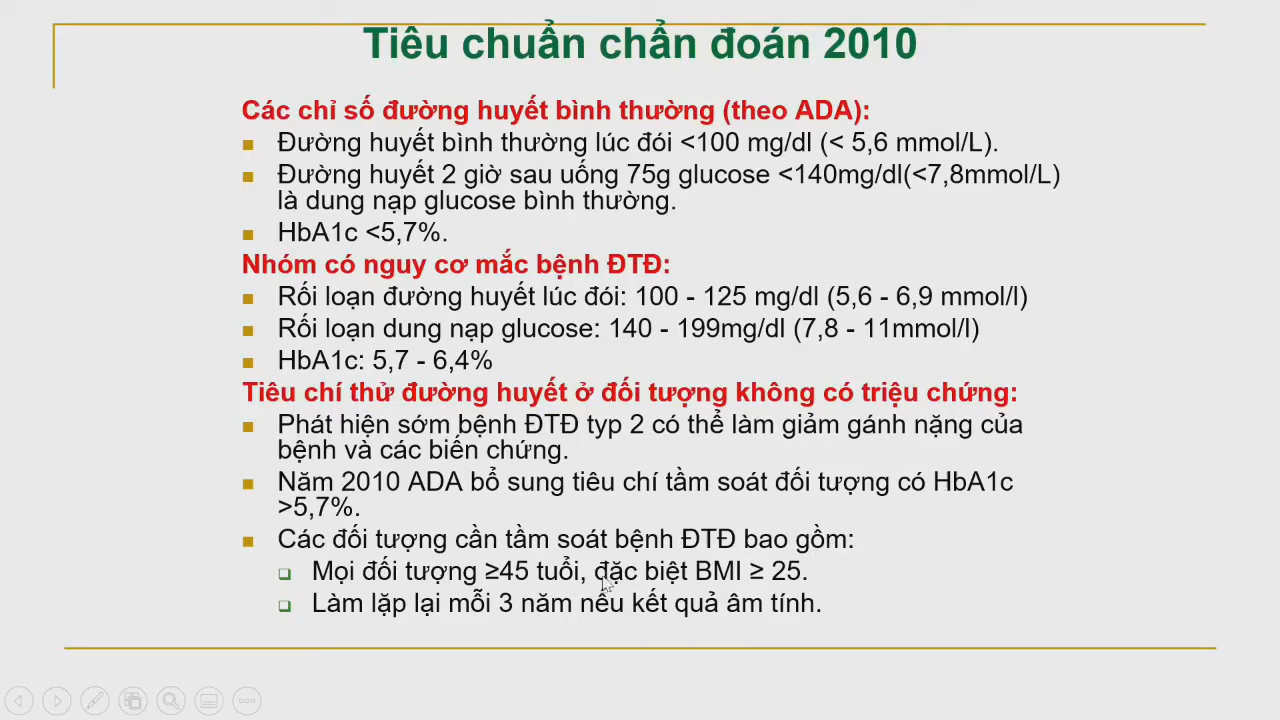 Tiêu chuẩn chẩn đoán 2010
Các chỉ số đường huyết bình thường (theo ADA):
Đường huyết bình thường lúc đói <100 mg/dl (< 5,6 mmol/L).
Đường huyết 2 giờ sau uống 75g glucose <140mg/dl(<7,8mmol/L)
là dung nạp glucose bình thường.
HbA1c <5,7%.
Nhóm có nguy cơ mắc bệnh ĐTĐ:
Rối loạn đường huyết lúc đói: 100 - 125 mg/dl (5,6 - 6,9 mmol/l)
Rối loạn dung nạp glucose: 140 - 199mg/dl (7,8 - 11mmol/l)
HbA1c: 5,7 - 6,4%
Tiêu chí thử đường huyết ở đối tượng không có triệu chứng:
Phát hiện sớm bệnh ĐTĐ typ 2 có thể làm giảm gánh nặng của
bệnh và các biến chứng.
Năm 2010 ADA bổ sung tiêu chí tầm soát đối tượng có HbA1c
>5,7%.
Các đối tượng cần tầm soát bệnh ĐTĐ bao gồm:
Mọi đối tượng ≥45 tuổi, đặc biệt BMI ≥ 25.
Làm lặp lại mỗi 3 năm nếu kết quả âm tính.